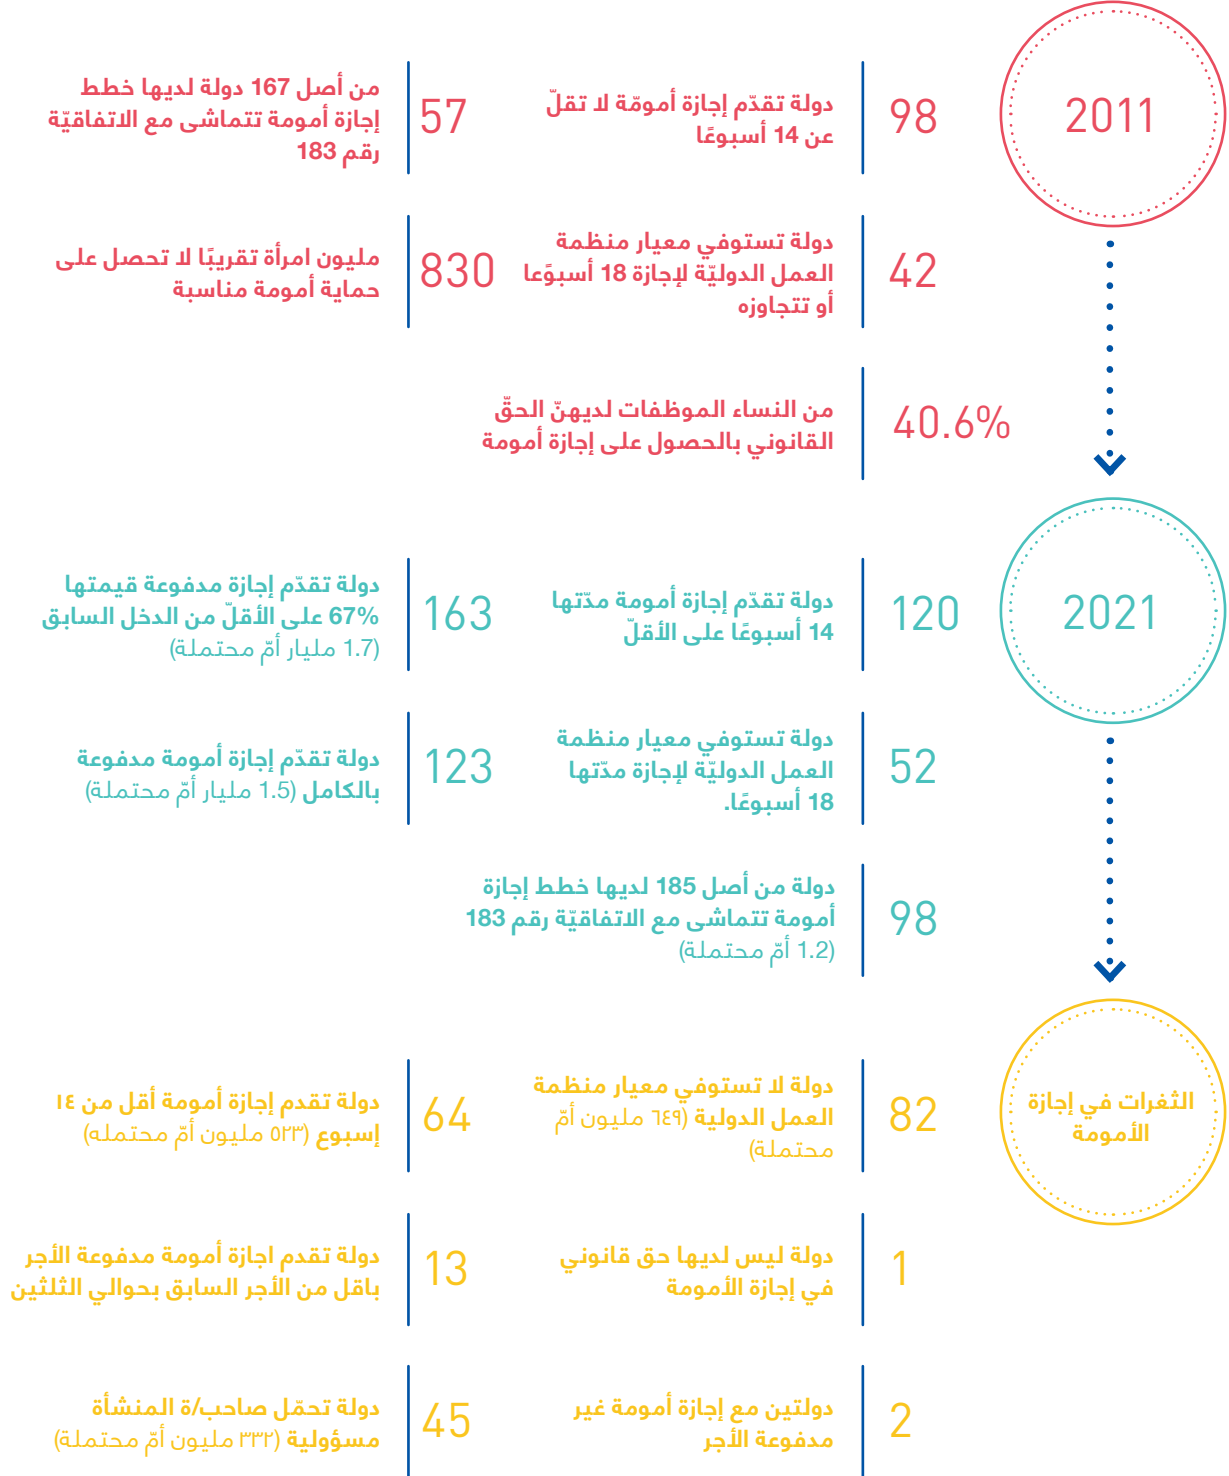 2011
98
دولة تقدّم إجازة أمومّة لا تقلّ
عن 14 أسبوعًا
57
من أصل 167 دولة لديها خطط
إجازة أمومة تتماشى مع الاتفاقيّة
رقم 183
42
دولة تستوفي معيار منظمة
العمل الدوليّة لإجازة 18 أسبوًعا
أو تتجاوزه
830
مليون امرأة تقريبًا لا تحصل على
حماية أمومة مناسبة
40.6%
من النساء الموظفات لديهنّ الحقّ
القانوني بالحصول على إجازة أمومة
2021
120
دولة تقدّم إجازة أمومة مدّتها
14 أسبوعًا على الأقلّ
163
دولة تقدّم إجازة مدفوعة قيمتها
67% على الأقلّ من الدخل السابق
(1.7 مليار أمّ محتملة)
52
دولة تستوفي معيار منظمة
العمل الدوليّة لإجازة مدّتها
18 أسبوعًا.
123
دولة تقدّم إجازة أمومة مدفوعة
بالكامل (1.5 مليار أمّ محتملة)
98
دولة من أصل 185 لديها خطط إجازة
أمومة تتماشى مع الاتفاقيّة رقم 183
(1.2 أمّ محتملة)
الثغرات في إجازة
الأمومة
82
دولة لا تستوفي معيار منظمة
العمل الدولية (٦٤٩ مليون أمّ
محتملة)
64
دولة تقدم إجازة أمومة أقل من ١٤
إسبوع (٥٢٣ مليون أمّ محتمله)
1
دولة ليس لديها حق قانوني
في إجازة الأمومة
13
دولة تقدم اجازة أمومة مدفوعة الأجر
باقل من الأجر السابق بحوالي الثلثين
2
دولتين مع إجازة أمومة غير
مدفوعة الأجر
45
دولة تحمّل صاحب/ة المنشأة
مسؤولية (٣٣٢ مليون أمّ محتملة)